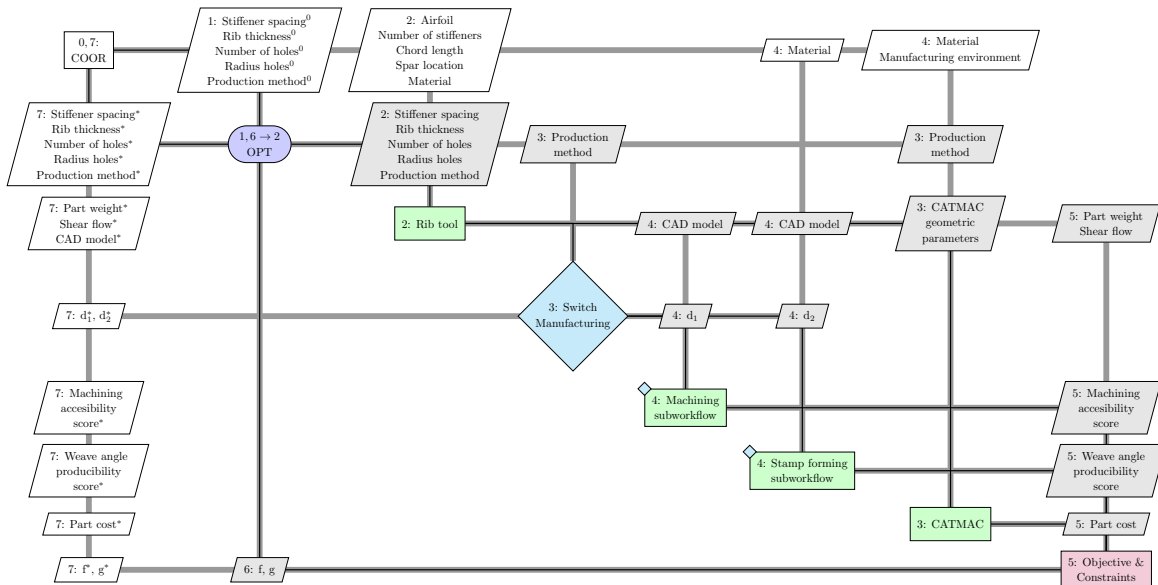 0, 7:
COOR
1: Stiffener spacing⁰
Rib thickness⁰
Number of holes⁰
Radius holes⁰
Production method⁰
2: Airfoil
Number of stiffeners
Chord length
Spar location
Material
4: Material
4: Material
Manufacturing environment
7: Stiffener spacing*
Rib thickness*
Number of holes*
Radius holes*
Production method*
1, 6 → 2
OPT
2: Stiffener spacing
Rib thickness
Number of holes
Radius holes
Production method
3: Production
method
3: Production
method
7: Part weight*
Shear flow*
CAD model*
2: Rib tool
4: CAD model
4: CAD model
3: CATMAC
geometric
parameters
5: Part weight
Shear flow
7: d₁*, d₂*
3: Switch
Manufacturing
4: d₁
4: d₂
7: Machining
accesibility
score*
4: Machining
subworkflow
5: Machining
accesibility
score
7: Weave angle
producibility
score*
4: Stamp forming
subworkflow
5: Weave angle
producibility
score
7: Part cost*
3: CATMAC
5: Part cost
7: f*, g*
6: f, g
5: Objective &
Constraints